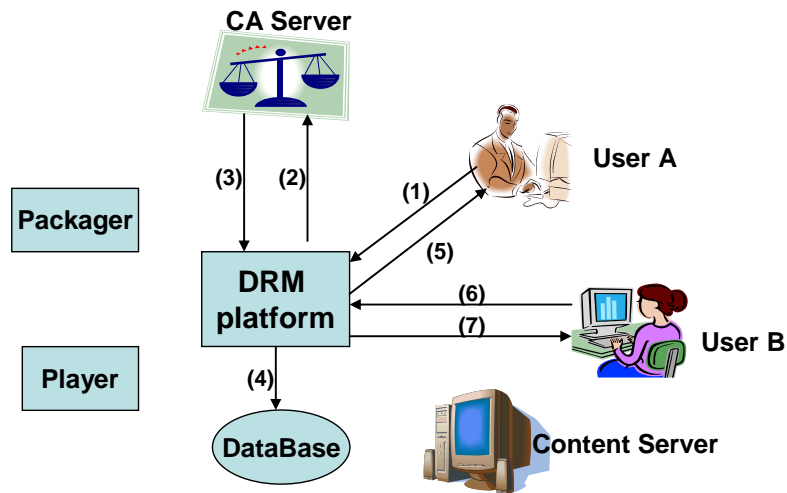 CA Server
User A
(3)
(2)
(1)
Packager
(5)
DRM
platform
(6)
(7)
User B
Player
(4)
DataBase
Content Server